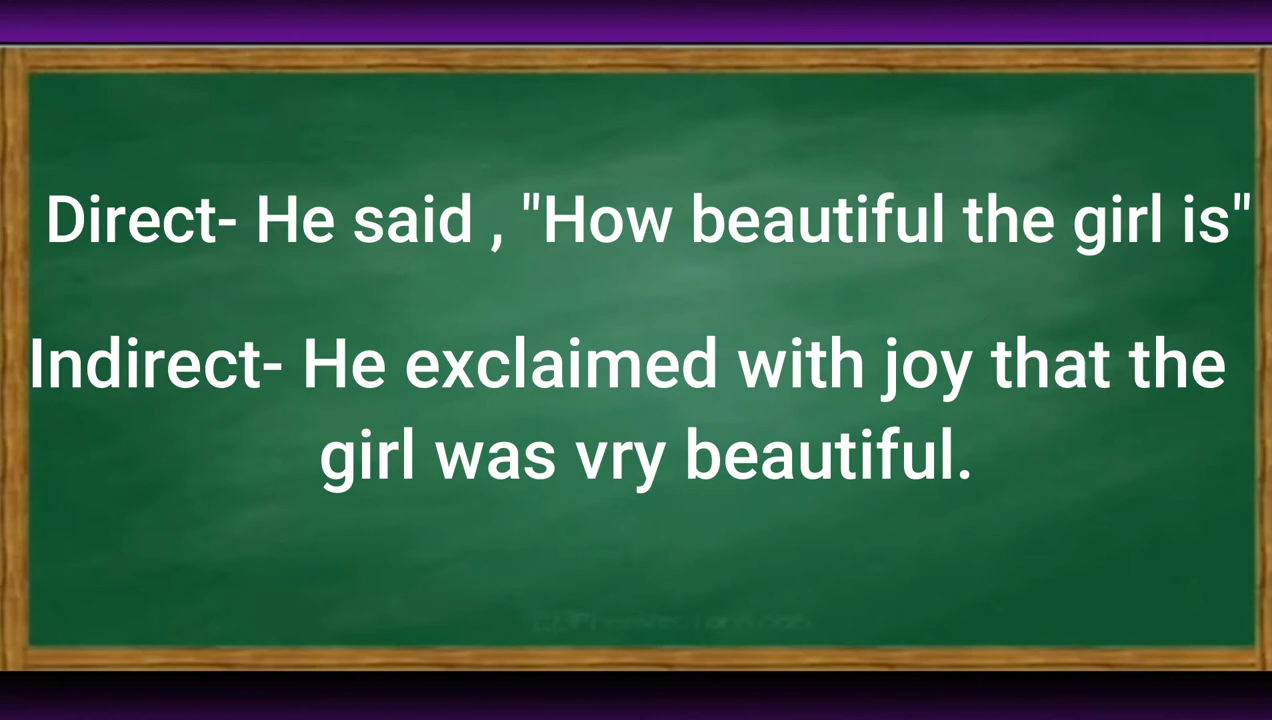 Direct- He said , "How beautiful the girl is"
Indirect- He exclaimed with joy that the
girl was vry beautiful.